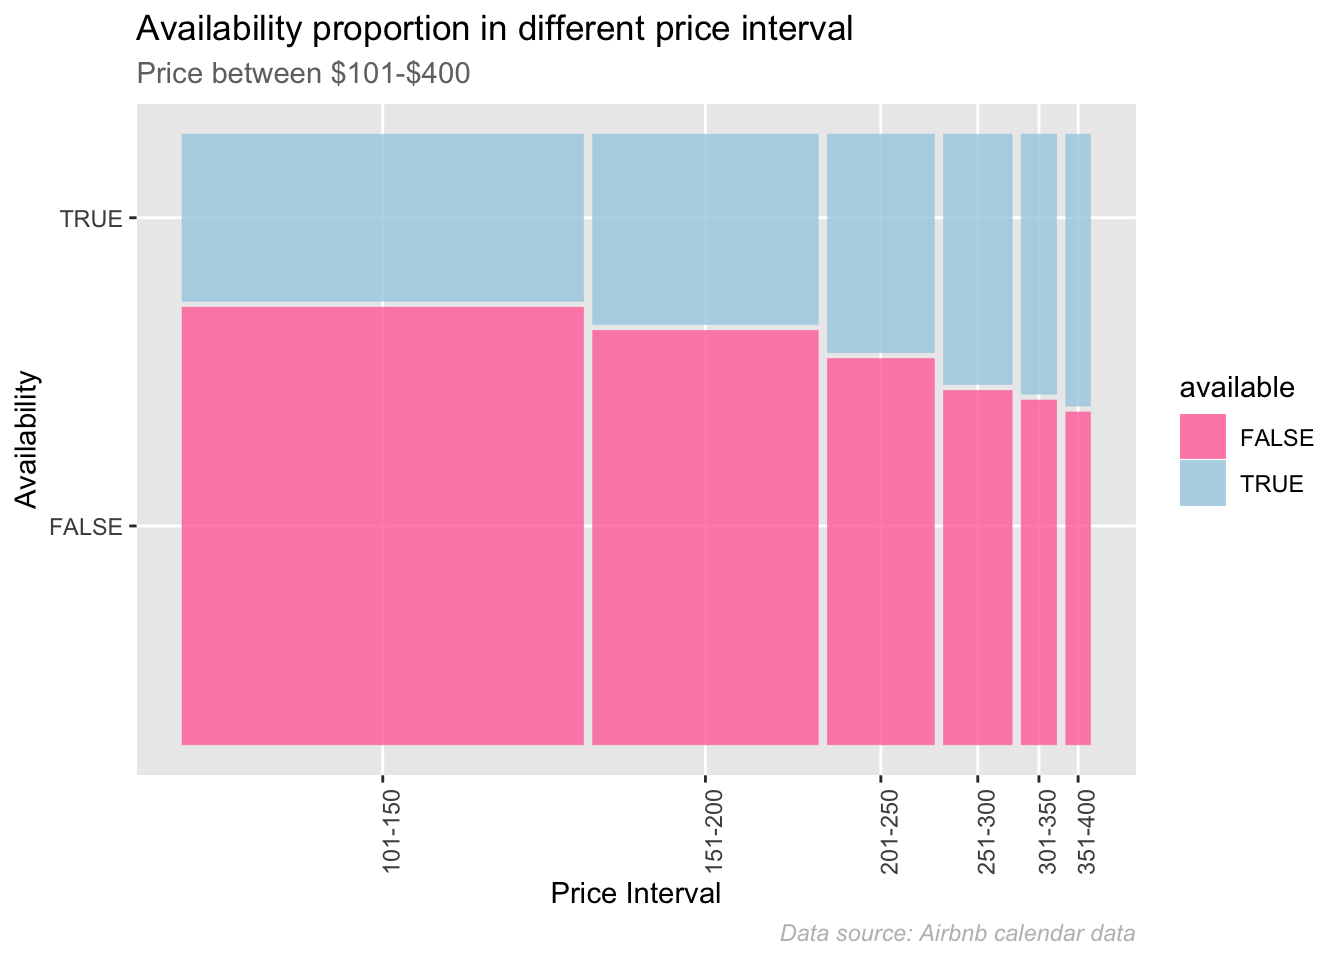 Availability proportion in different price interval
Price between $101-$400
Availability
TRUE
FALSE
available
FALSE
TRUE
101-150
151-200
201-250
251-300
301-350
351-400
Price Interval
Data source: Airbnb calendar data